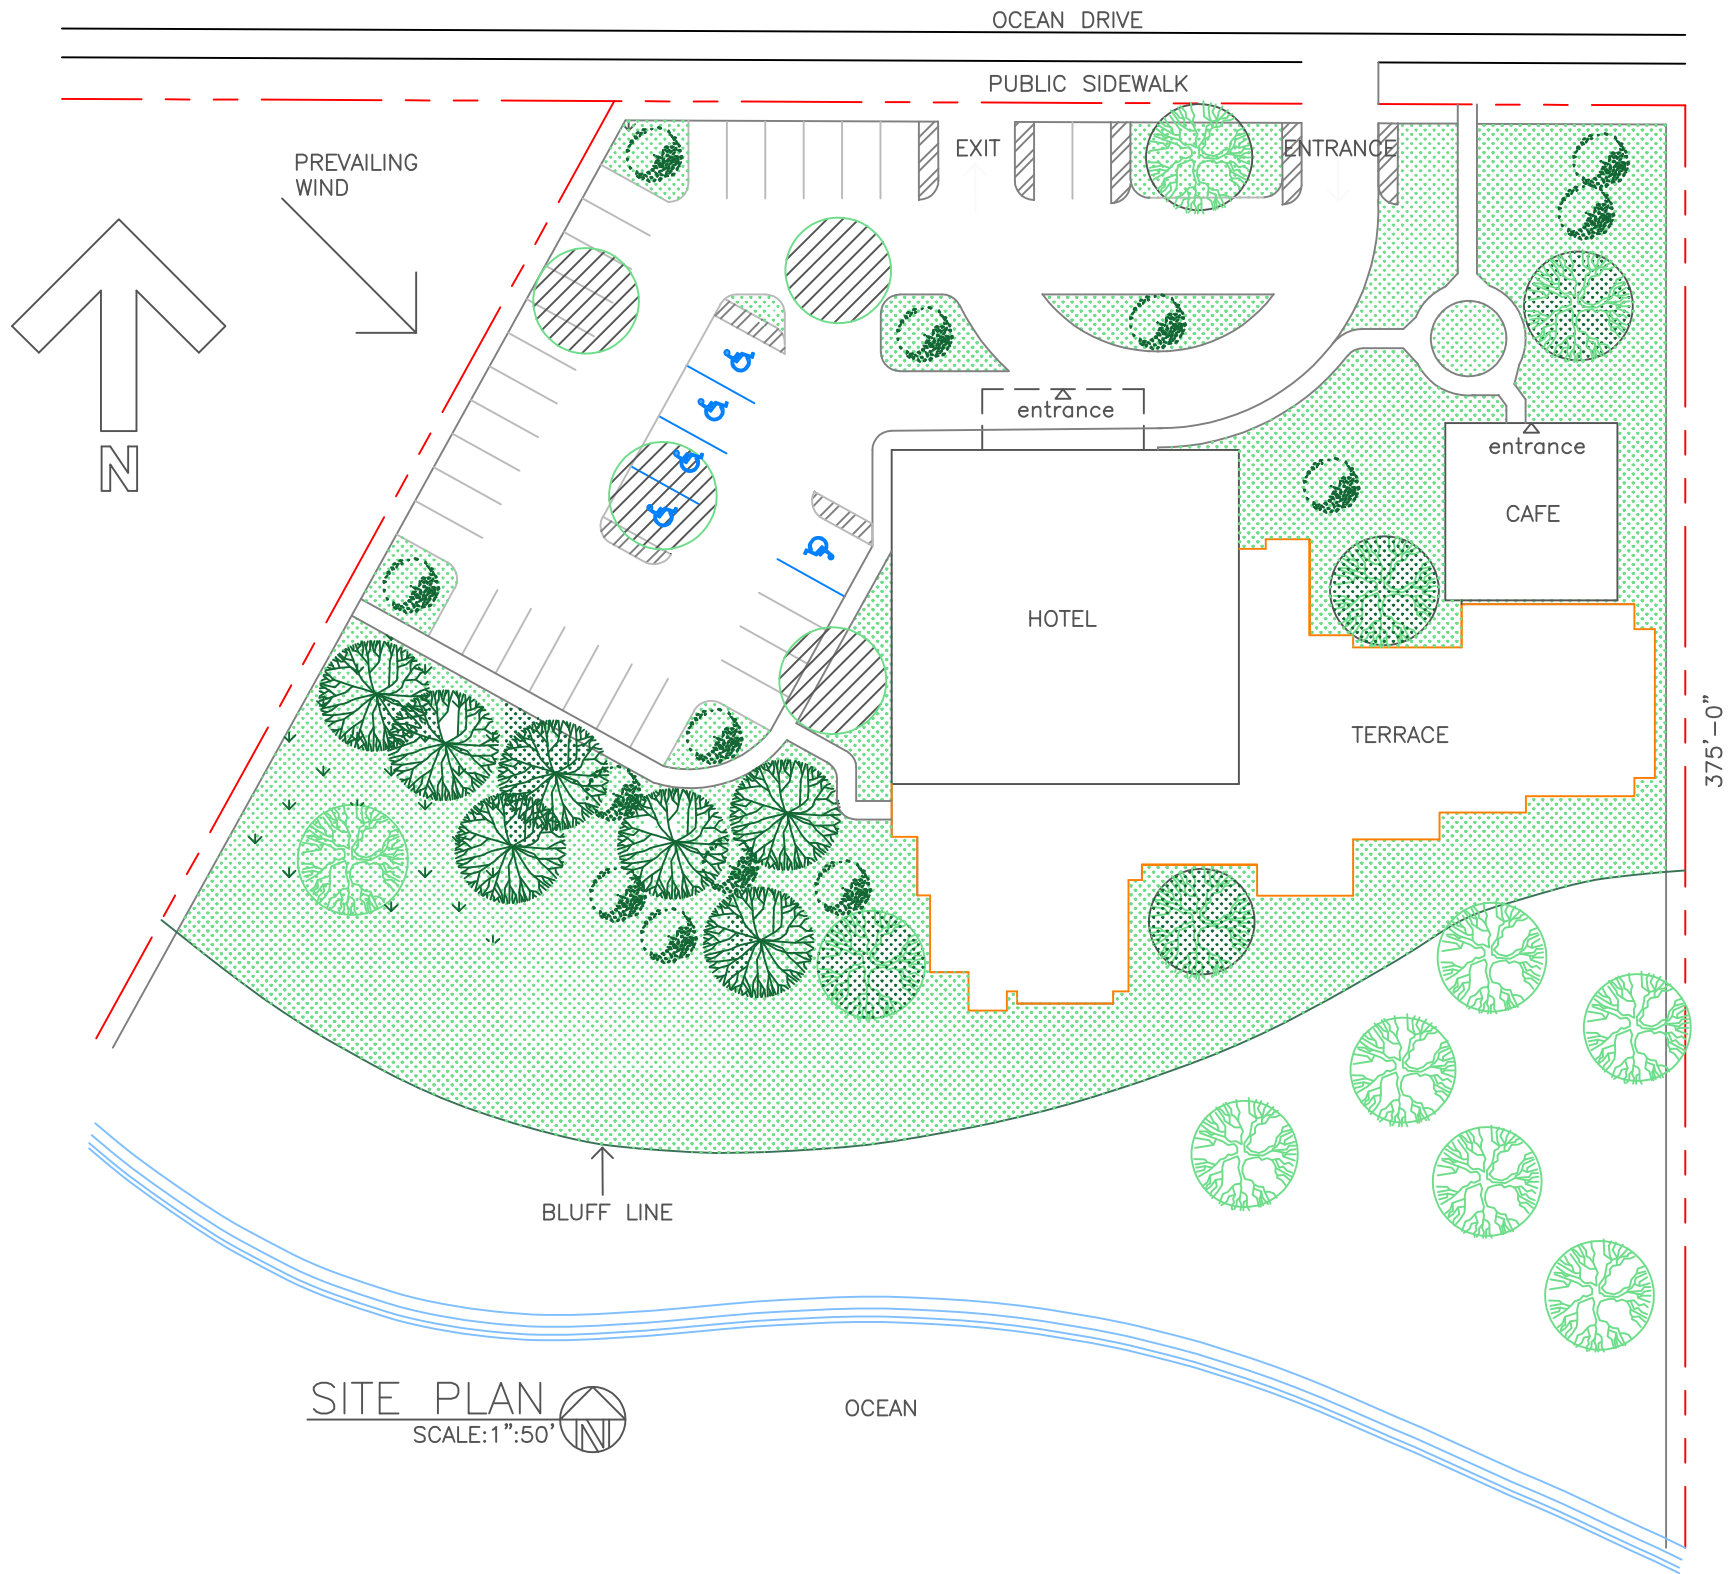 OCEAN DRIVE
PUBLIC SIDEWALK
EXIT
ENTRANCE
PREVAILING
WIND
N
entrance
entrance
CAFE
HOTEL
TERRACE
375'-0"
BLUFF LINE
SITE PLAN
SCALE:1":50'
N
OCEAN